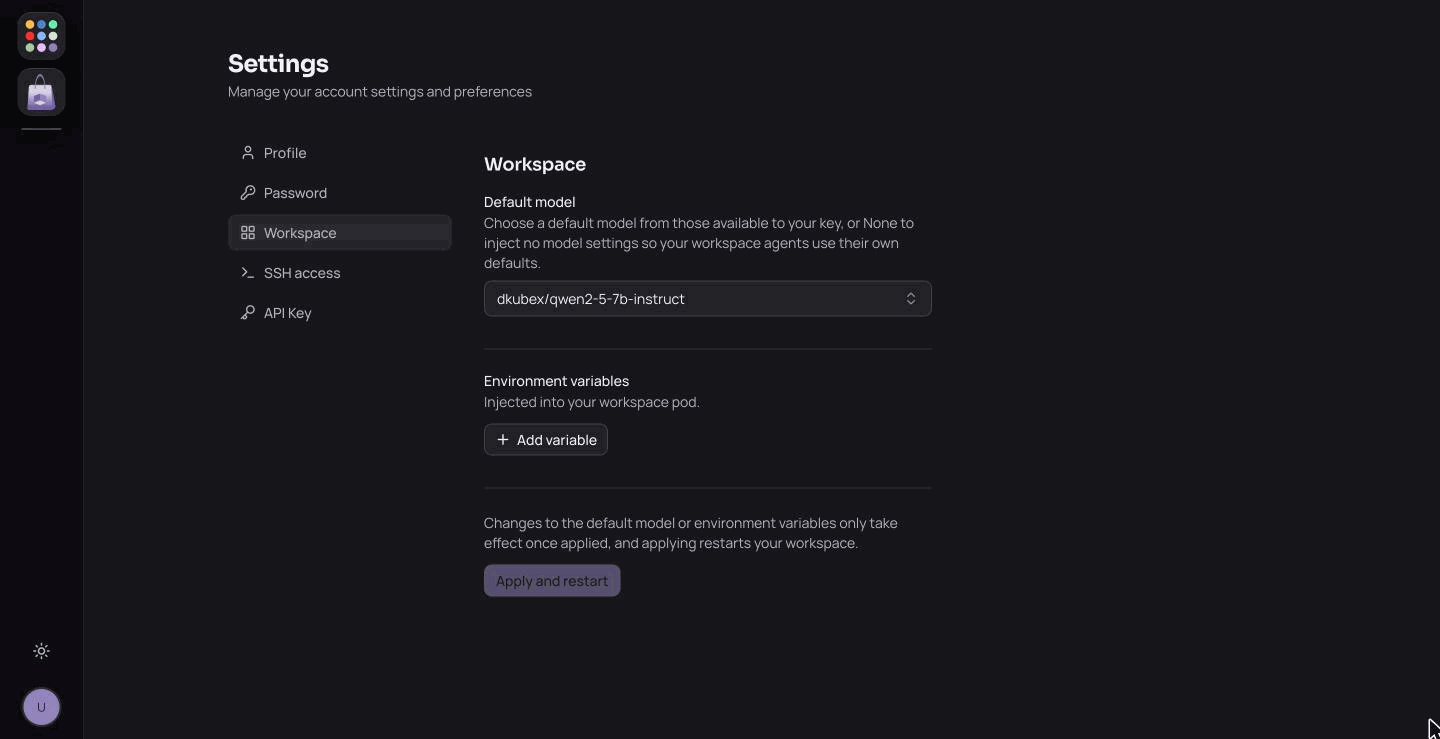 Settings
Manage your account settings and preferences
Profile
Password
Workspace
SSH access
API Key
Workspace
Default model
Choose a default model from those available to your key, or None to
inject no model settings so your workspace agents use their own
defaults.
dkubex/qwen2-5-7b-instruct
Environment variables
Injected into your workspace pod.
Add variable
Changes to the default model or environment variables only take
effect once applied, and applying restarts your workspace.
Apply and restart
U